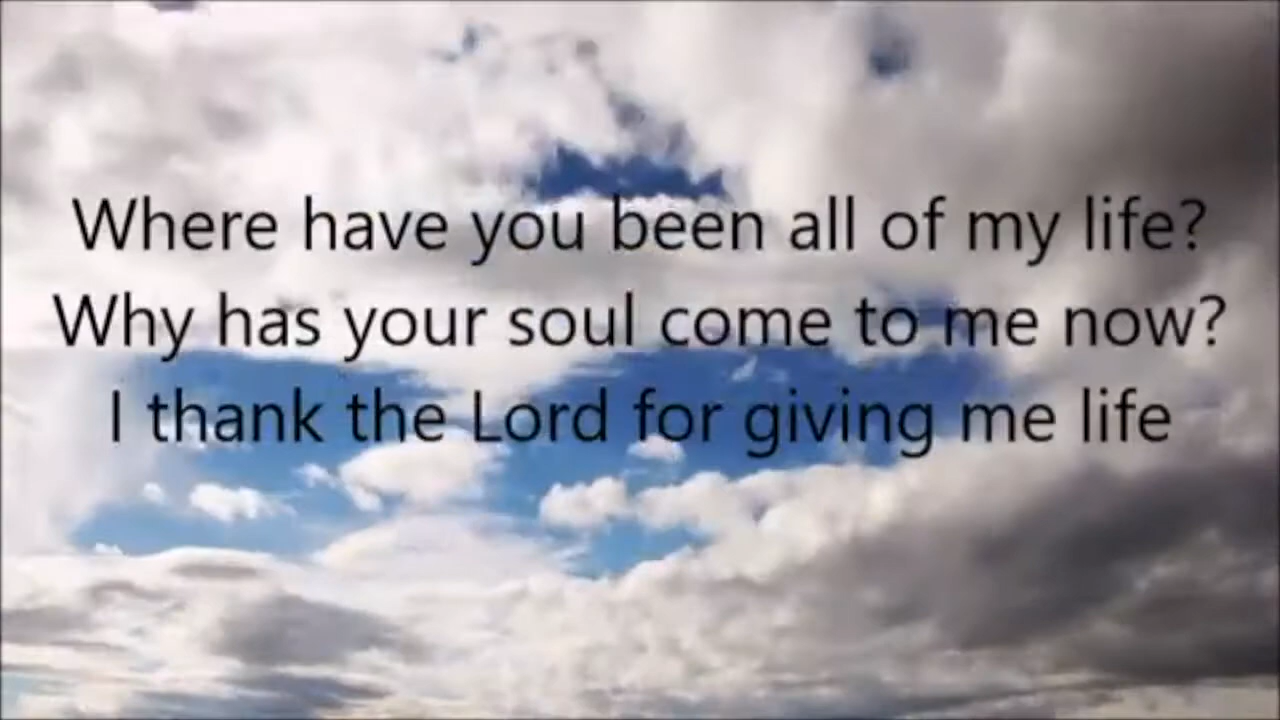 Where have you been all of my life?
Why has your soul come to me now?
I thank the Lord for giving me life